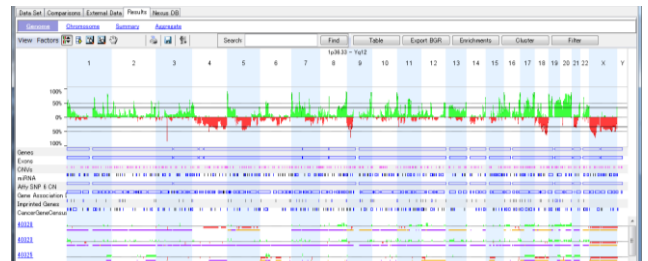 Data Set Comparisons External Data Results Nexus DB
Genome Chromosome Summary Aggregate
View Factors Search Find Table Export BGR Enrichments Cluster Filter
1p36.33 - Yq12
1 2 3 4 5 6 7 8 9 10 11 12 13 14 15 16 17 18 19 20 21 22 X Y
100%
50%
0%
50%
100%
Genes
Exons
CNVs
miRNA
Affy SNP 6 CN
Gene Association
Imprinted Genes
CancerGeneCensus